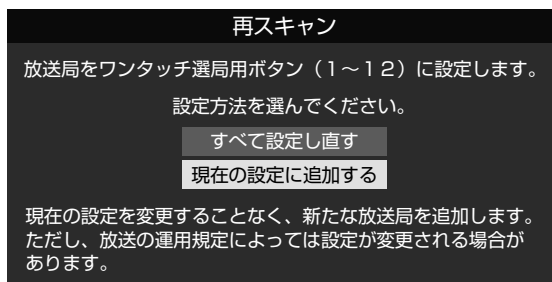 再スキャン
放送局をワンタッチ選局用ボタン（１～１２）に設定します。
設定方法を選んでください。
すべて設定し直す
現在の設定に追加する
現在の設定を変更することなく、新たな放送局を追加します。
ただし、放送の運用規定によっては設定が変更される場合が
あります。